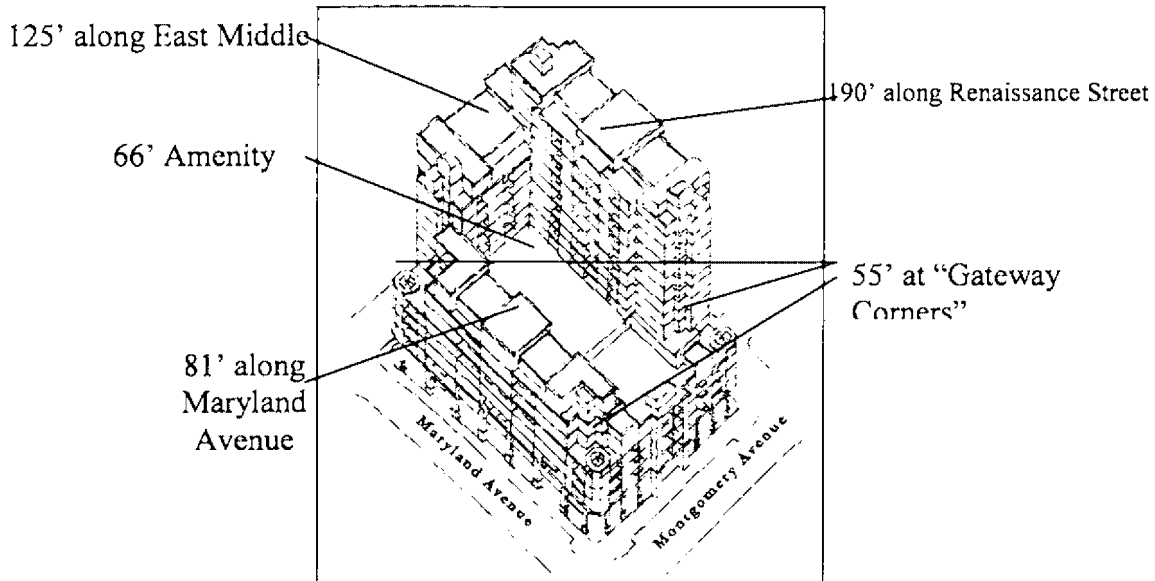 125’ along East Middle
190’ along Renaissance Street
66’ Amenity
55’ at “Gateway
Corners”
81’ along
Maryland
Avenue
Maryland Avenue
Montgomery Avenue